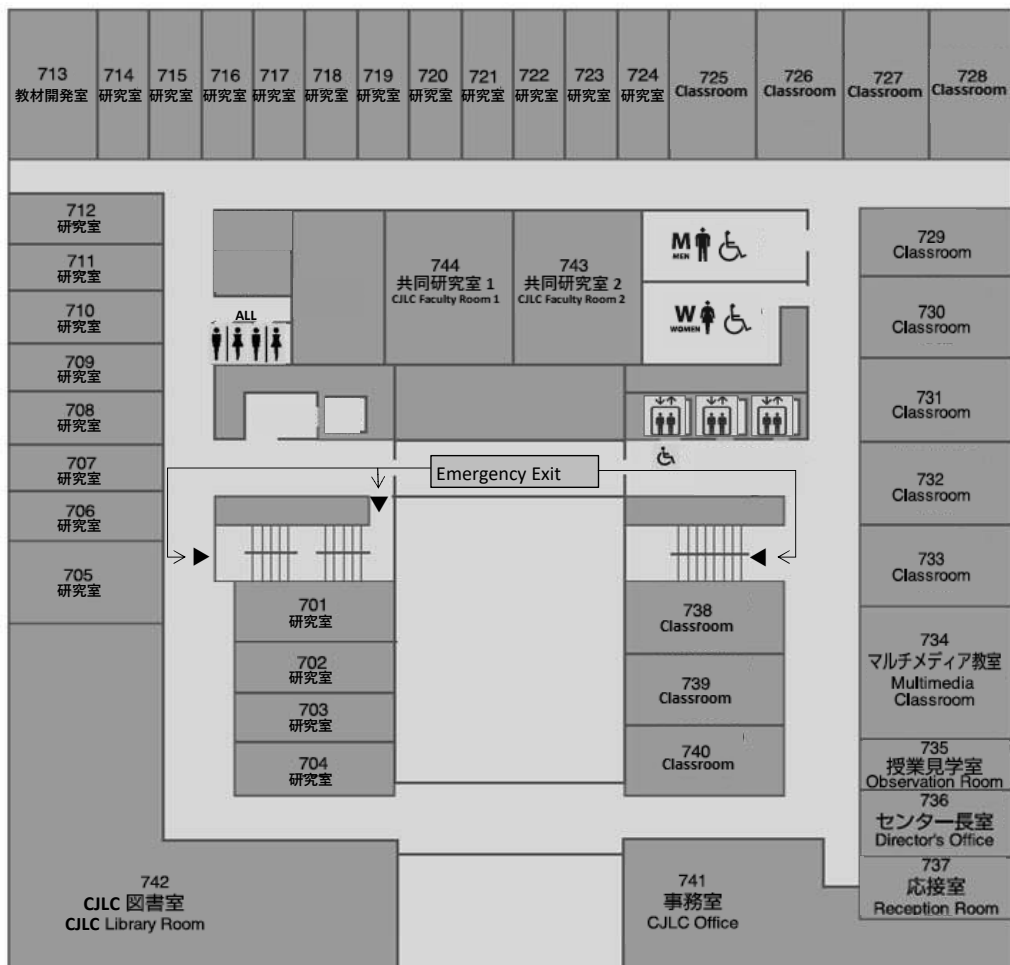 713
教材開発室
714
研究室
715
研究室
716
研究室
717
研究室
718
研究室
719
研究室
720
研究室
721
研究室
722
研究室
723
研究室
724
研究室
725
Classroom
726
Classroom
727
Classroom
728
Classroom
712
研究室
711
研究室
710
研究室
709
研究室
708
研究室
707
研究室
706
研究室
705
研究室
ALL
744
共同研究室 1
CJLC Faculty Room 1
743
共同研究室 2
CJLC Faculty Room 2
M
MEN
W
WOMEN
729
Classroom
730
Classroom
731
Classroom
732
Classroom
733
Classroom
734
マルチメディア教室
Multimedia
Classroom
735
授業見学室
Observation Room
736
センター長室
Director's Office
737
応接室
Reception Room
Emergency Exit
701
研究室
702
研究室
703
研究室
704
研究室
738
Classroom
739
Classroom
740
Classroom
742
CJLC 図書室
CJLC Library Room
741
事務室
CJLC Office